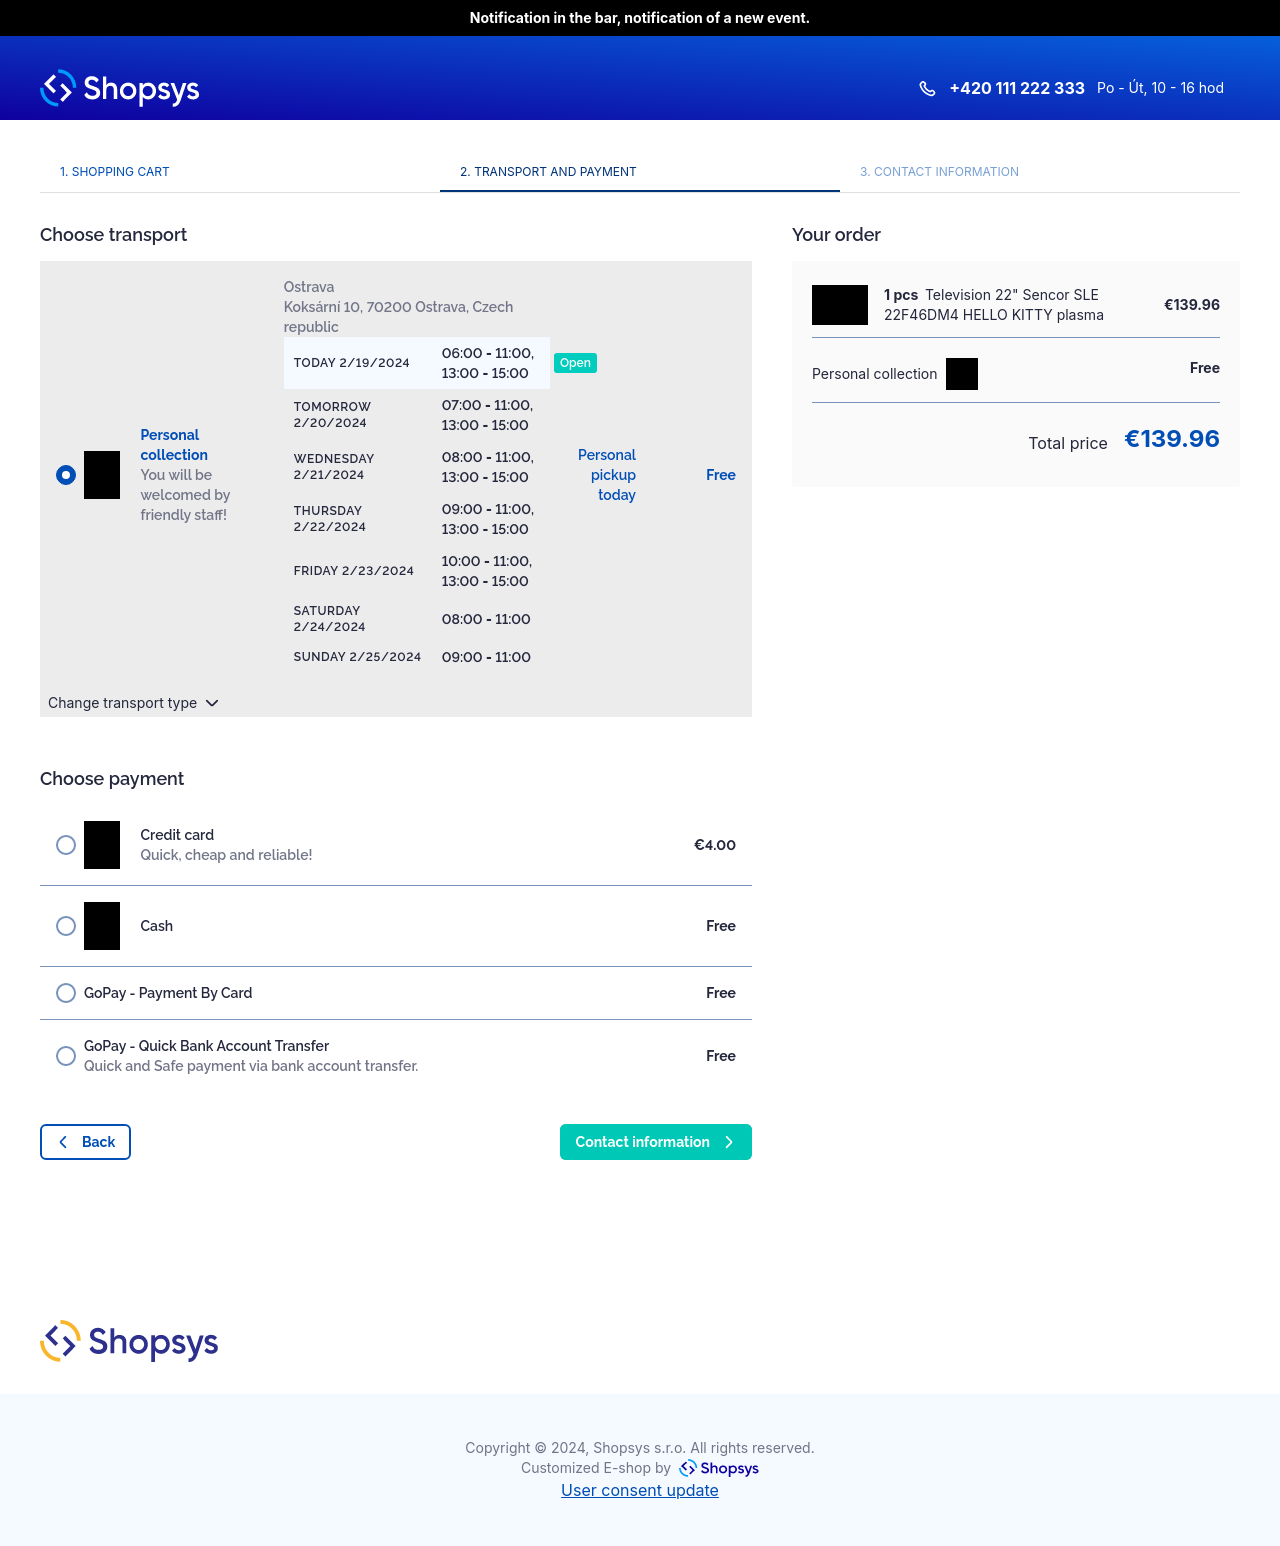 Notification in the bar, notification of a new event.
Shopsys
+420 111 222 333 Po - Út, 10 - 16 hod
1. SHOPPING CART
2. TRANSPORT AND PAYMENT
3. CONTACT INFORMATION
Choose transport
Personal
collection
You will be
welcomed by
friendly staff!
Ostrava
Koksární 10, 70200 Ostrava, Czech
republic
TODAY 2/19/2024
06:00 - 11:00,
13:00 - 15:00
Open
TOMORROW
2/20/2024
07:00 - 11:00,
13:00 - 15:00
WEDNESDAY
2/21/2024
08:00 - 11:00,
13:00 - 15:00
THURSDAY
2/22/2024
09:00 - 11:00,
13:00 - 15:00
FRIDAY 2/23/2024
10:00 - 11:00,
13:00 - 15:00
SATURDAY
2/24/2024
08:00 - 11:00
SUNDAY 2/25/2024
09:00 - 11:00
Personal
pickup
today
Free
Change transport type
Your order
1 pcs Television 22" Sencor SLE
22F46DM4 HELLO KITTY plasma
€139.96
Personal collection
Free
Total price €139.96
Choose payment
Credit card
Quick, cheap and reliable!
€4.00
Cash
Free
GoPay - Payment By Card
Free
GoPay - Quick Bank Account Transfer
Quick and Safe payment via bank account transfer.
Free
Back
Contact information
Shopsys
Copyright © 2024, Shopsys s.r.o. All rights reserved.
Customized E-shop by Shopsys
User consent update